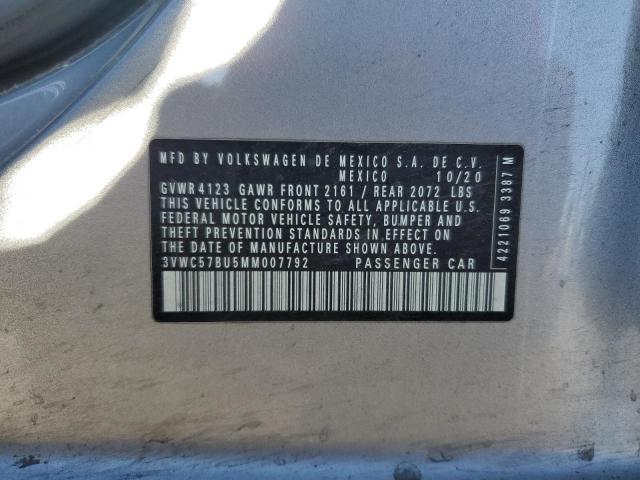 MFD BY VOLKSWAGEN DE MEXICO S.A. DE C.V.
MEXICO 10/20
GVWR 4123 GAWR FRONT 2161 / REAR 2072 LBS
THIS VEHICLE CONFORMS TO ALL APPLICABLE U.S.
FEDERAL MOTOR VEHICLE SAFETY, BUMPER AND
THEFT PREVENTION STANDARDS IN EFFECT ON
THE DATE OF MANUFACTURE SHOWN ABOVE.
3VWC57BU5MM007792 PASSENGER CAR
4221069 3387 M